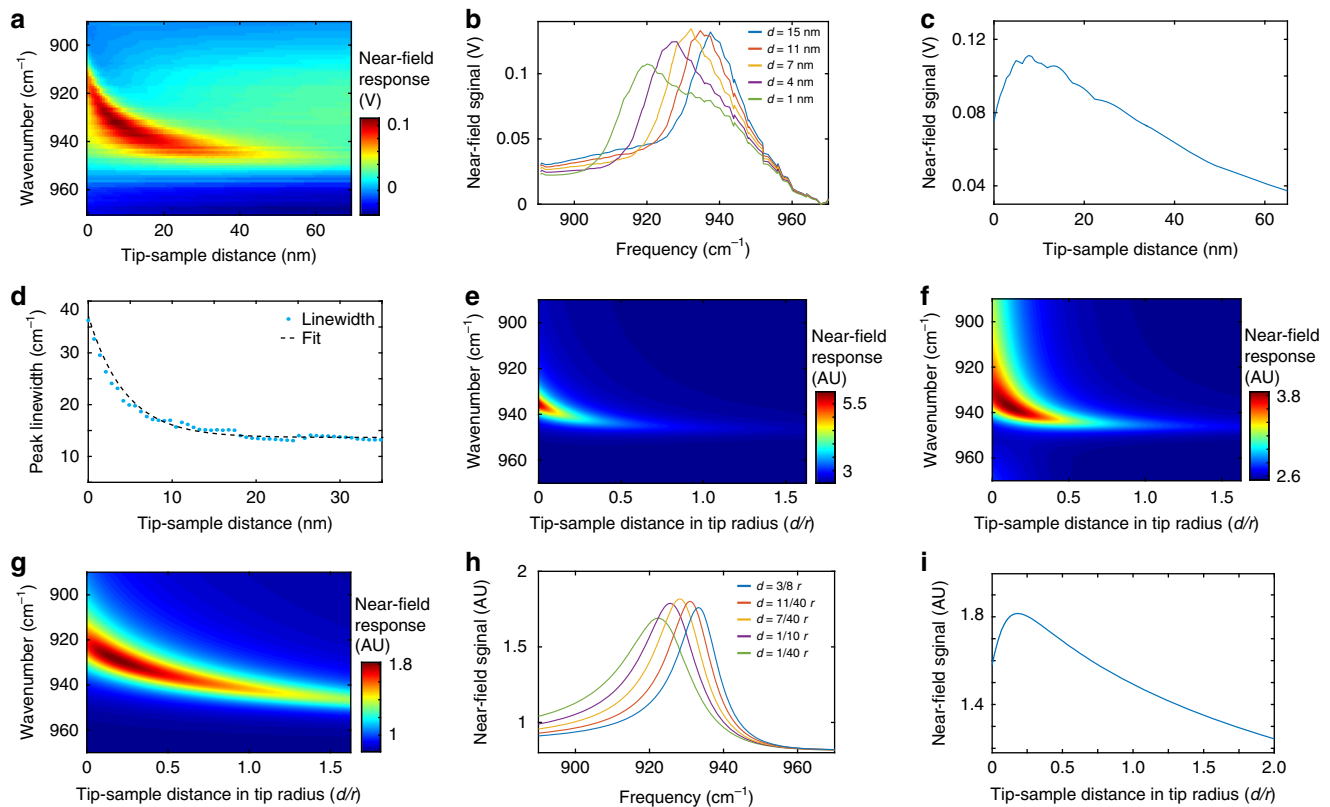 a
Wavenumber (cm−1)
900
920
940
960
0 20 40 60
Tip-sample distance (nm)
Near-field
response
(V)
0.1
0
b
Near-field sginal (V)
0.1
0.05
0
900 920 940 960
Frequency (cm−1)
d = 15 nm
d = 11 nm
d = 7 nm
d = 4 nm
d = 1 nm
c
Near-field sginal (V)
0.12
0.08
0.04
0 20 40 60
Tip-sample distance (nm)
d
Peak linewidth (cm−1)
40
30
20
10
0 10 20 30
Tip-sample distance (nm)
Linewidth
Fit
e
Wavenumber (cm−1)
900
920
940
960
0 0.5 1.0 1.5
Tip-sample distance in tip radius (d/r)
Near-field
response
(AU)
5.5
3
f
Wavenumber (cm−1)
900
920
940
960
0 0.5 1.0 1.5
Tip-sample distance in tip radius (d/r)
Near-field
response
(AU)
3.8
2.6
g
Wavenumber (cm−1)
900
920
940
960
0 0.5 1.0 1.5
Tip-sample distance in tip radius (d/r)
Near-field
response
(AU)
1.8
1
h
Near-field sginal (AU)
2
1.5
1
900 920 940 960
Frequency (cm−1)
d = 3/8 r
d = 11/40 r
d = 7/40 r
d = 1/10 r
d = 1/40 r
i
Near-field sginal (AU)
1.8
1.4
0 0.5 1.0 1.5 2.0
Tip-sample distance in tip radius (d/r)